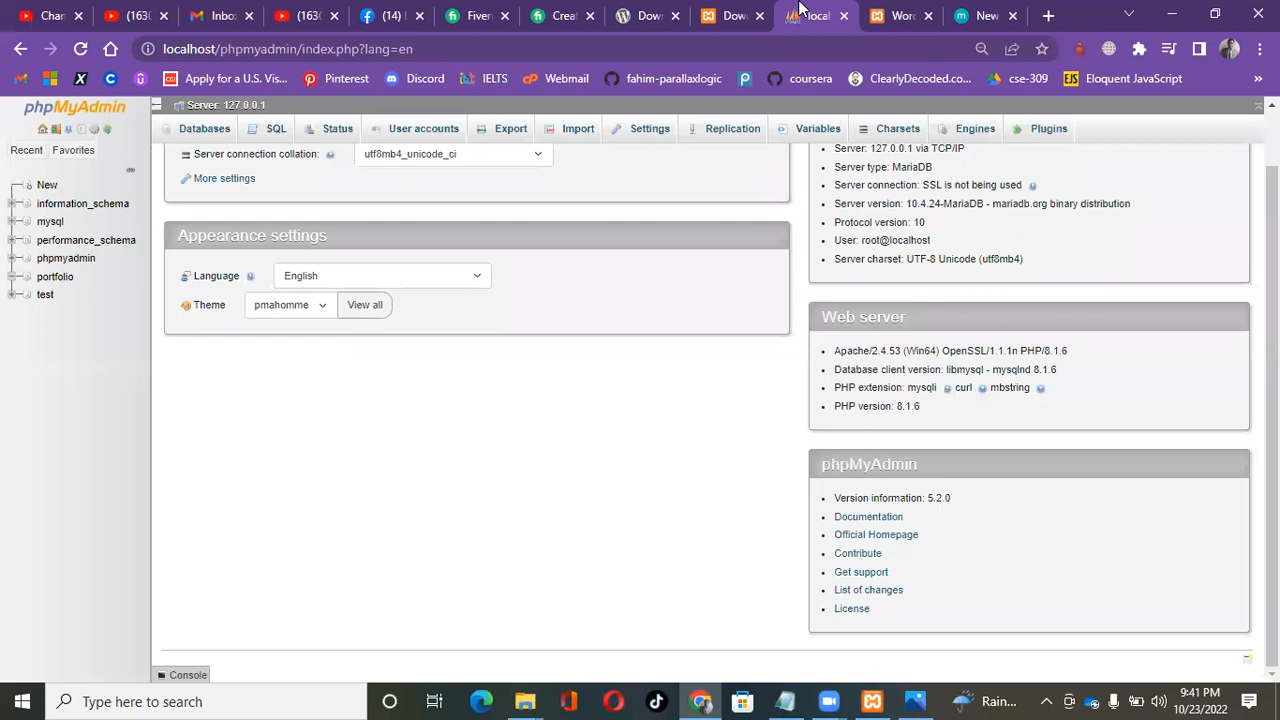 Chan
(163
Inbo
(163
(14)
Fiver
Creat
Dow
Dow
local
Word
New
localhost/phpmyadmin/index.php?lang=en
Apply for a U.S. Vis...
Pinterest
Discord
IELTS
Webmail
fahim-parallaxlogic
coursera
ClearlyDecoded.co...
cse-309
Eloquent JavaScript
phpMyAdmin
Server: 127.0.0.1
Databases
SQL
Status
User accounts
Export
Import
Settings
Replication
Variables
Charsets
Engines
Plugins
Recent
Favorites
New
information_schema
mysql
performance_schema
phpmyadmin
portfolio
test
Server connection collation:
utf8mb4_unicode_ci
More settings
Appearance settings
Language
English
Theme
pmahomme
View all
Server: 127.0.0.1 via TCP/IP
Server type: MariaDB
Server connection: SSL is not being used
Server version: 10.4.24-MariaDB - mariadb.org binary distribution
Protocol version: 10
User: root@localhost
Server charset: UTF-8 Unicode (utf8mb4)
Web server
Apache/2.4.53 (Win64) OpenSSL/1.1.1n PHP/8.1.6
Database client version: libmysql - mysqlnd 8.1.6
PHP extension: mysqli curl mbstring
PHP version: 8.1.6
phpMyAdmin
Version information: 5.2.0
Documentation
Official Homepage
Contribute
Get support
List of changes
License
Console
Type here to search
Rain...
9:41 PM
10/23/2022